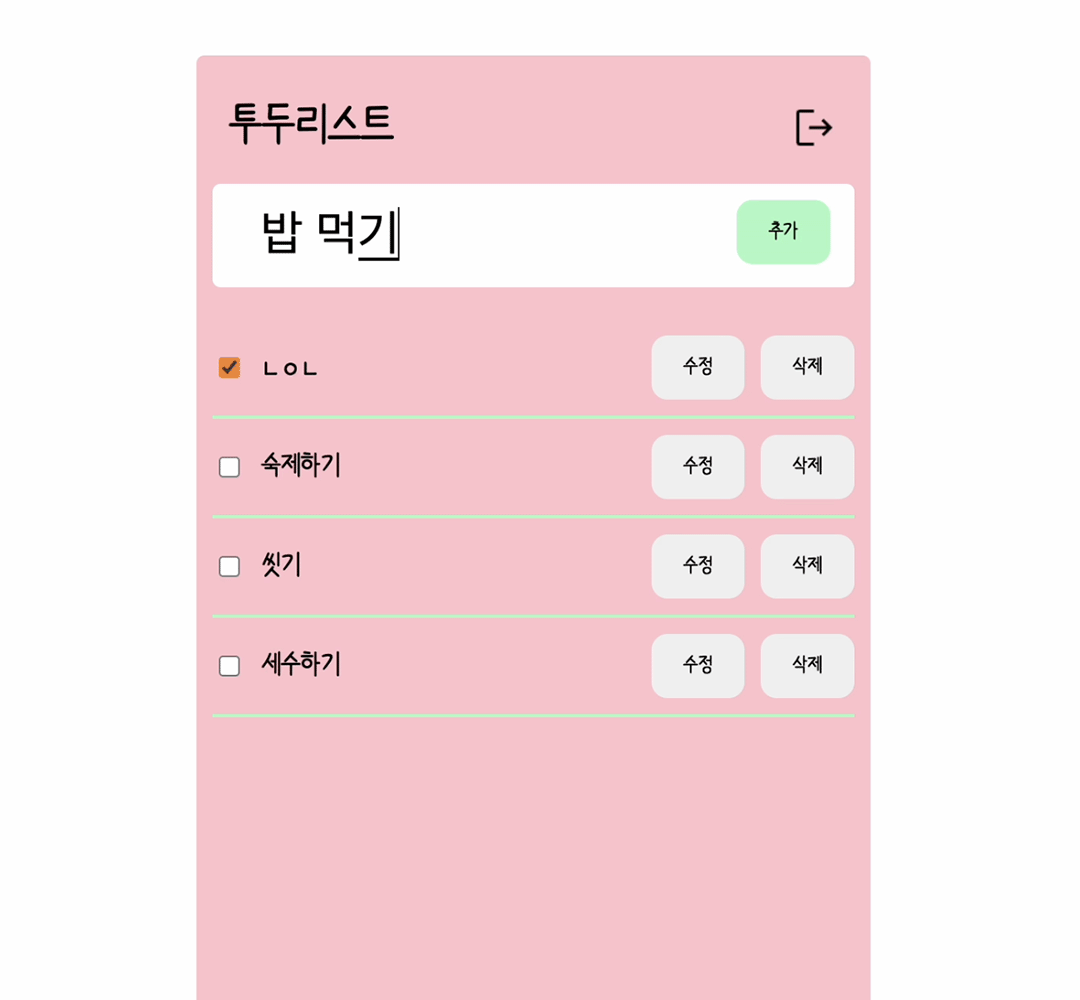 투두리스트
밥 먹기 추가
ㄴㅇㄴ 수정 삭제
숙제하기 수정 삭제
씻기 수정 삭제
세수하기 수정 삭제